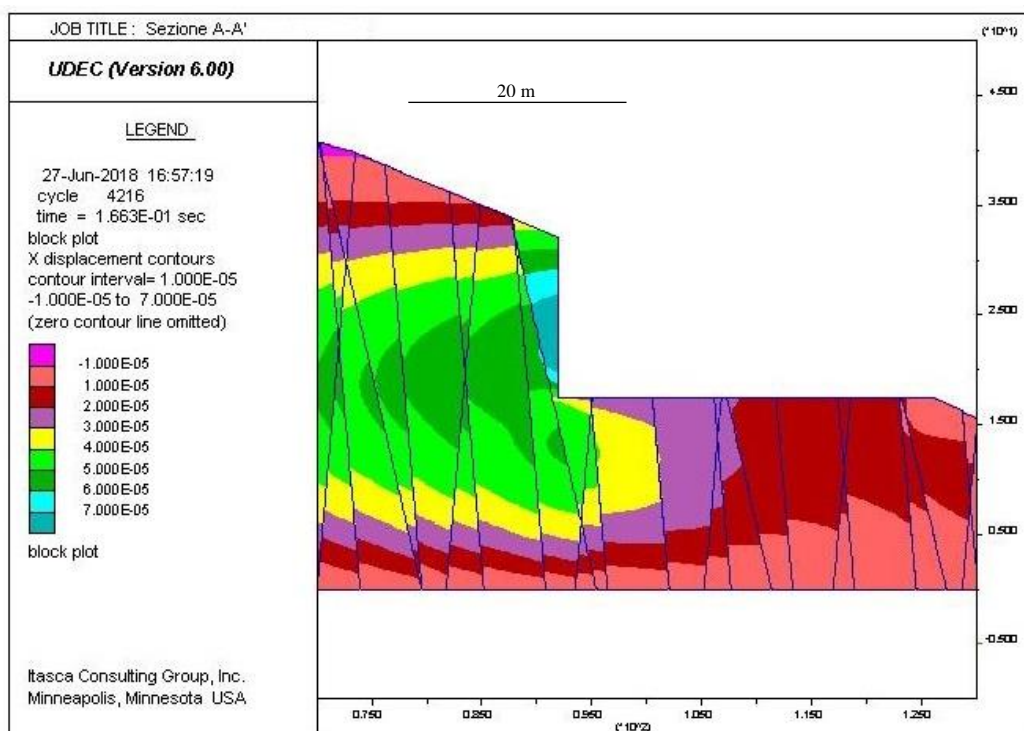 JOB TITLE : Sezione A-A'
(*10^1)
UDEC (Version 6.00)
LEGEND
27-Jun-2018 16:57:19
cycle 4216
time = 1.663E-01 sec
block plot
X displacement contours
contour interval= 1.000E-05
-1.000E-05 to 7.000E-05
(zero contour line omitted)
-1.000E-05
1.000E-05
2.000E-05
3.000E-05
4.000E-05
5.000E-05
6.000E-05
7.000E-05
block plot
Itasca Consulting Group, Inc.
Minneapolis, Minnesota USA
20 m
4.500
3.500
2.500
1.500
0.500
-0.500
0.750
0.850
0.950
1.050
1.150
1.250
(*10^2)